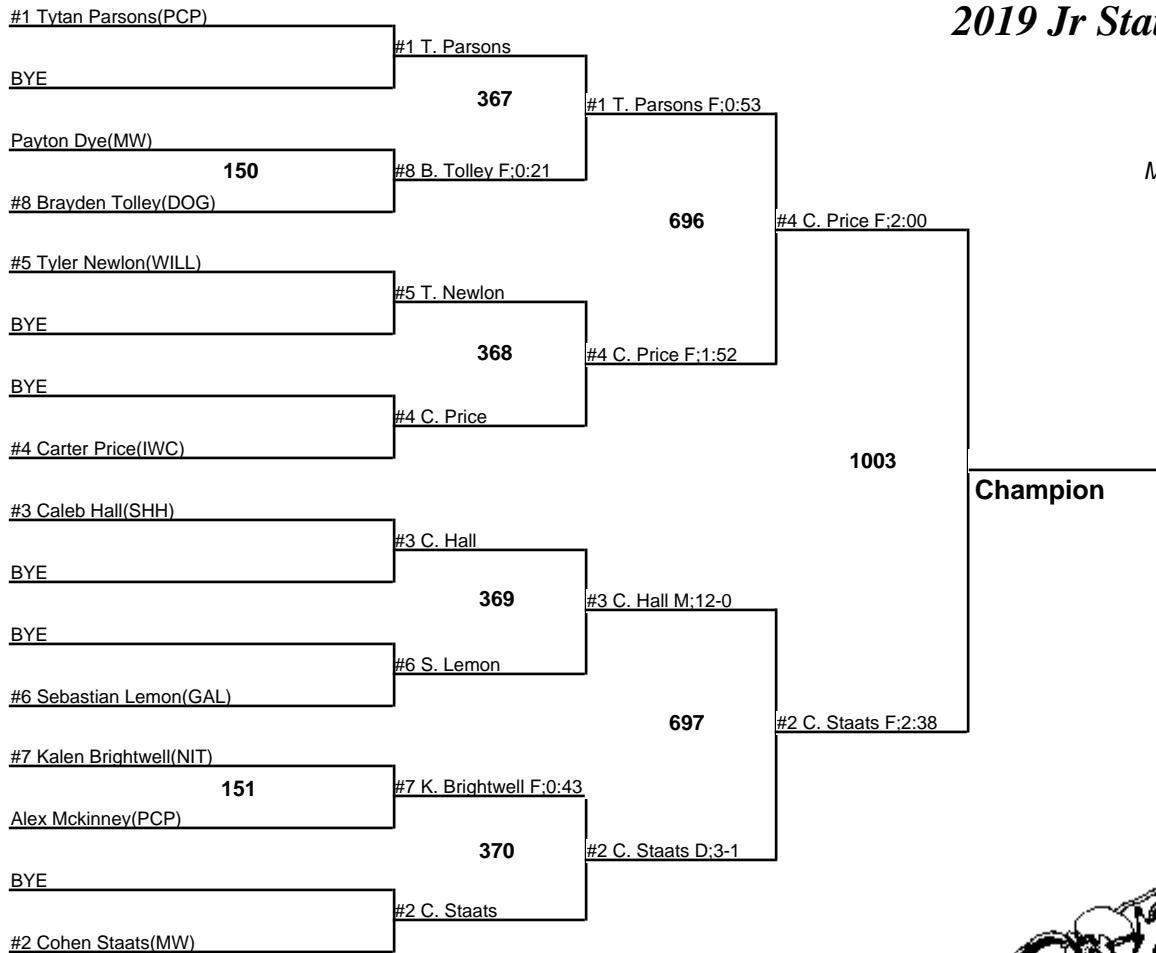 2019 Jr Stat
M
#1 Tytan Parsons(PCP)
BYE
Payton Dye(MW)
150
#8 Brayden Tolley(DOG)
#5 Tyler Newlon(WILL)
BYE
BYE
#4 Carter Price(IWC)
#3 Caleb Hall(SHH)
BYE
BYE
#6 Sebastian Lemon(GAL)
#7 Kalen Brightwell(NIT)
151
Alex Mckinney(PCP)
BYE
#2 Cohen Staats(MW)
#1 T. Parsons
367
#8 B. Tolley F;0:21
#5 T. Newlon
368
#4 C. Price
#3 C. Hall
369
#6 S. Lemon
#7 K. Brightwell F;0:43
370
#2 C. Staats
#1 T. Parsons F;0:53
696
#4 C. Price F;1:52
#3 C. Hall M;12-0
697
#2 C. Staats D;3-1
#4 C. Price F;2:00
1003
#2 C. Staats F;2:38
Champion